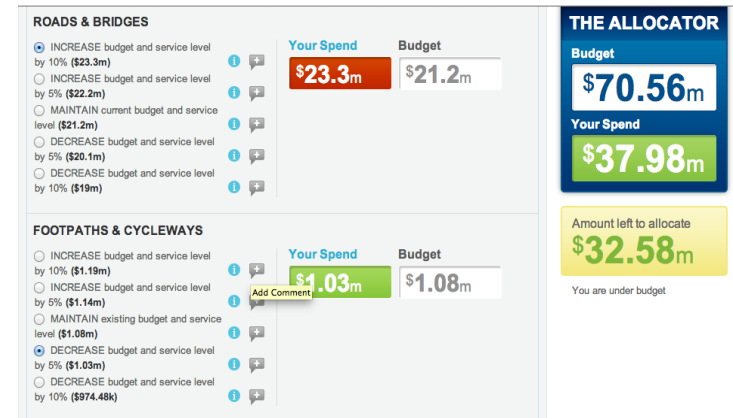 ROADS & BRIDGES
INCREASE budget and service level
by 10% ($23.3m)
INCREASE budget and service level
by 5% ($22.2m)
MAINTAIN current budget and service
level ($21.2m)
DECREASE budget and service level
by 5% ($20.1m)
DECREASE budget and service level
by 10% ($19m)
Your Spend
$23.3m
Budget
$21.2m
FOOTPATHS & CYCLEWAYS
INCREASE budget and service level
by 10% ($1.19m)
INCREASE budget and service level
by 5% ($1.14m)
MAINTAIN existing budget and service
level ($1.08m)
DECREASE budget and service level
by 5% ($1.03m)
DECREASE budget and service level
by 10% ($974.48k)
Your Spend
$1.03m
Budget
$1.08m
Add Comment
THE ALLOCATOR
Budget
$70.56m
Your Spend
$37.98m
Amount left to allocate
$32.58m
You are under budget